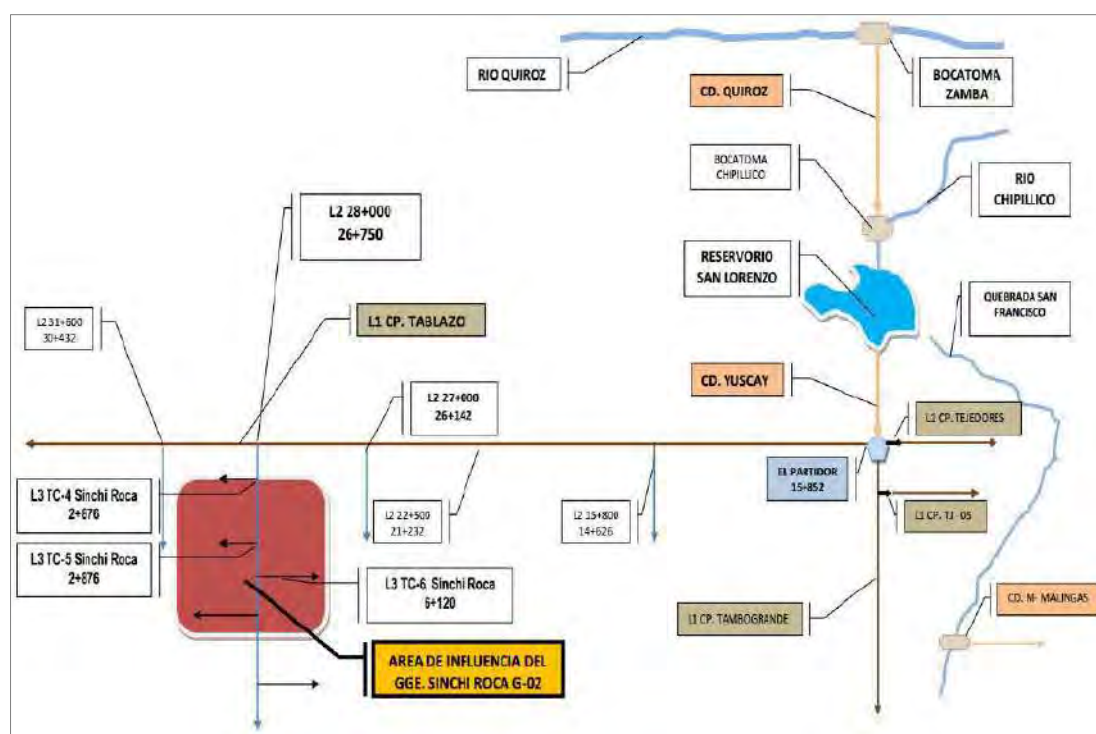 RIO QUIROZ
BOCATOMA
ZAMBA
CD. QUIROZ
BOCATOMA
CHIPILLICO
RIO
CHIPILLICO
L2 28+000
26+750
RESERVORIO
SAN LORENZO
QUEBRADA SAN
FRANCISCO
L2 31+600
30+432
L1 CP. TABLAZO
CD. YUSCAY
L2 27+000
26+142
L1 CP. TEJEDORES
EL PARTIDOR
15+852
L3 TC-4 Sinchi Roca
2+676
L2 22+500
21+232
L2 15+800
14+626
L1 CP. TJ - 05
L3 TC-5 Sinchi Roca
2+876
L3 TC-6 Sinchi Roca
6+120
L1 CP. TAMBOGRANDE
CD. M- MALINGAS
AREA DE INFLUENCIA DEL
GGE. SINCHI ROCA G-02